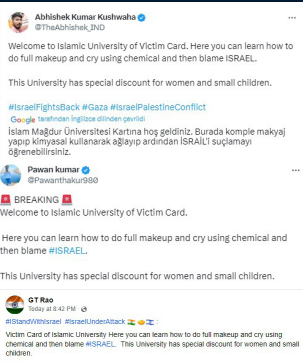 Abhishek Kumar Kushwaha
@TheAbhishek_IND
Welcome to Islamic University of Victim Card. Here you can learn how to
do full makeup and cry using chemical and then blame ISRAEL.
This University has special discount for women and small children.
#IsraelFightsBack #Gaza #IsraelPalestineConflict
Google tarafından İngilizce dilinden çevrildi
İslam Mağdur Üniversitesi Kartına hoş geldiniz. Burada komple makyaj
yapıp kimyasal kullanarak ağlayıp ardından İSRAİL'i suçlamayı
öğrenebilirsiniz.
Pawan kumar
@Pawanthakur980
🚨 BREAKING 🚨
Welcome to Islamic University of Victim Card.
Here you can learn how to do full makeup and cry using chemical and
then blame #ISRAEL.
This University has special discount for women and small children.
GT Rao
Today at 8:42 PM ·
#IStandWithIsrael #IsraelUnderAttack 🇮🇳 🤝 🇮🇱 :
Victim Card of Islamic University Here you can learn how to do full makeup and cry using
chemical and then blame #ISRAEL. This University has special discount for women and small
children.